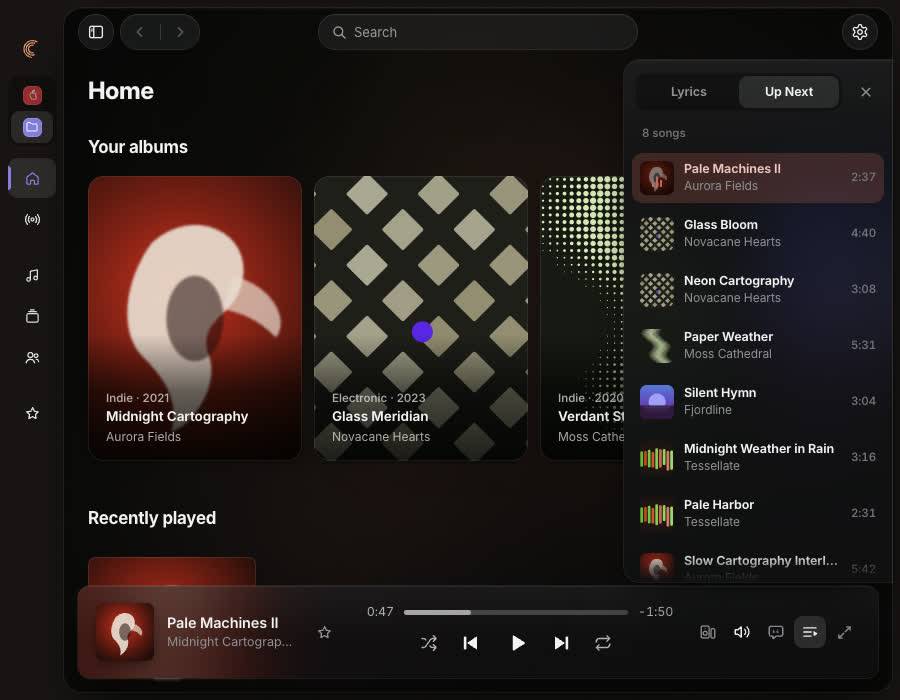 Search
Home
Your albums
Indie · 2021
Midnight Cartography
Aurora Fields
Electronic · 2023
Glass Meridian
Novacane Hearts
Indie · 2020
Verdant
Moss
Recently played
Lyrics
Up Next
8 songs
Pale Machines II
Aurora Fields
2:37
Glass Bloom
Novacane Hearts
4:40
Neon Cartography
Novacane Hearts
3:08
Paper Weather
Moss Cathedral
5:31
Silent Hymn
Fjordline
3:04
Midnight Weather in Rain
Tessellate
3:16
Pale Harbor
Tessellate
2:31
Slow Cartography Interl...
Aurora Fields
5:42
Pale Machines II
Midnight Cartograp...
0:47
-1:50